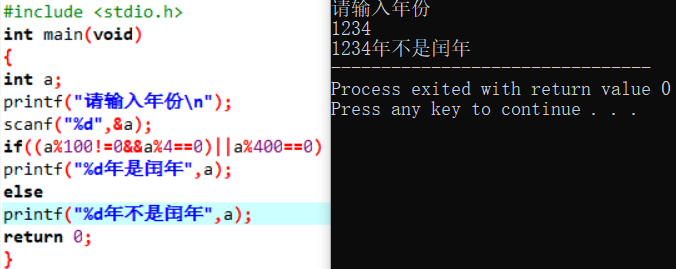 #include <stdio.h>
int main(void)
{
int a;
printf("请输入年份\n");
scanf("%d",&a);
if((a%100!=0&&a%4==0)||a%400==0)
printf("%d年是闰年",a);
else
printf("%d年不是闰年",a);
return 0;
}
请输入年份
1234
1234年不是闰年
--------------------------------
Process exited with return value 0
Press any key to continue . . .